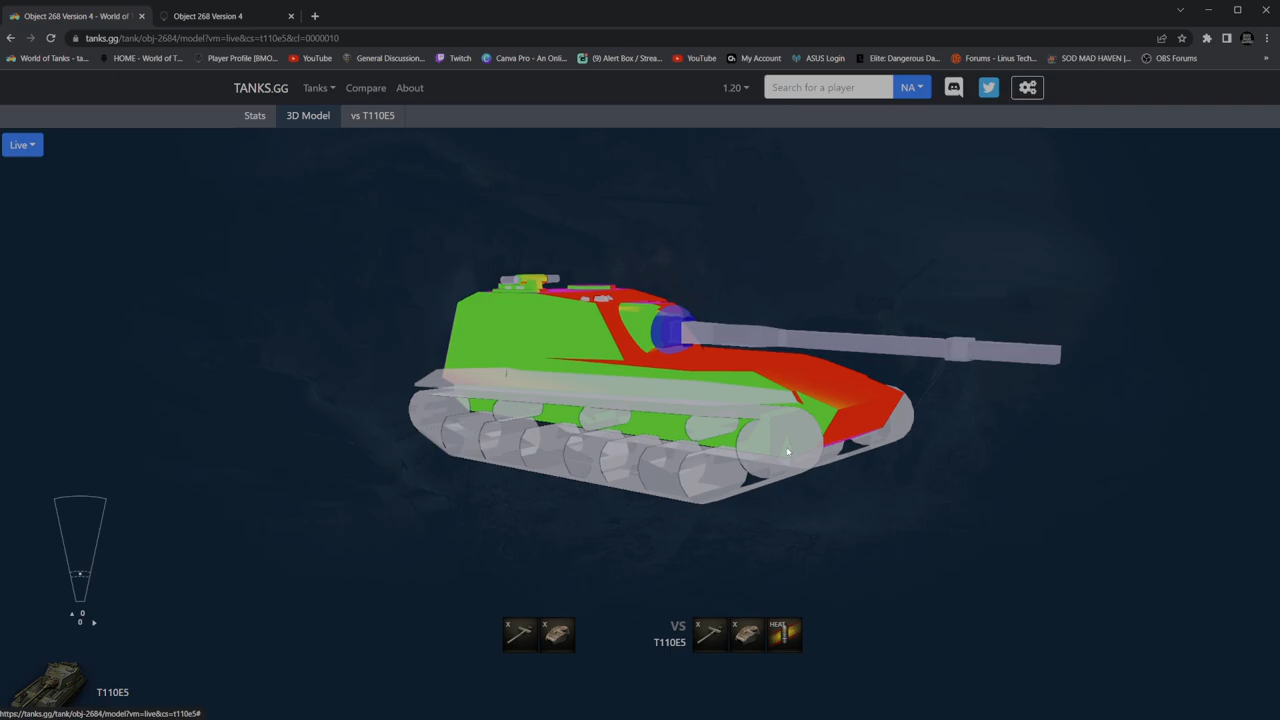 Object 268 Version 4 - World of
Object 268 Version 4
tanks.gg/tank/obj-2684/model?vm=live&cs=t110e5&cl=0000010
World of Tanks - ta...
HOME - World of T...
Player Profile [BMO...
YouTube
General Discussion...
Twitch
Canva Pro - An Onli...
(9) Alert Box / Strea...
YouTube
My Account
ASUS Login
Elite: Dangerous Da...
Forums - Linus Tech...
SOD MAD HAVEN |...
OBS Forums
»
TANKS.GG
Tanks
Compare
About
1.20
Search for a player
NA
Stats
3D Model
vs T110E5
Live
0
0
X
X
VS
T110E5
X
X
HEAT
T110E5
https://tanks.gg/tank/obj-2684/model?vm=live&cs=t110e5#